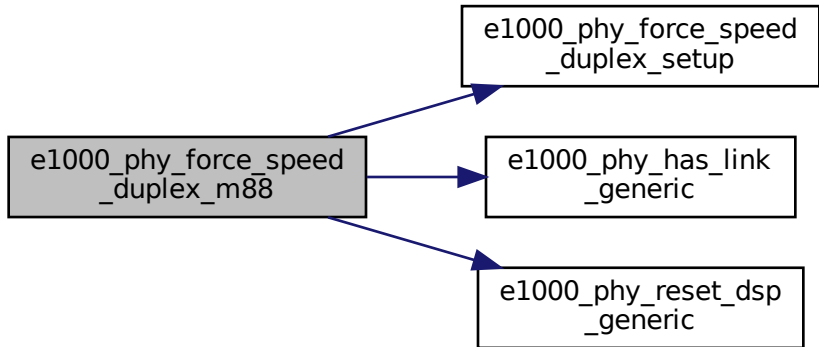 e1000_phy_force_speed
_duplex_setup
e1000_phy_force_speed
_duplex_m88
e1000_phy_has_link
_generic
e1000_phy_reset_dsp
_generic